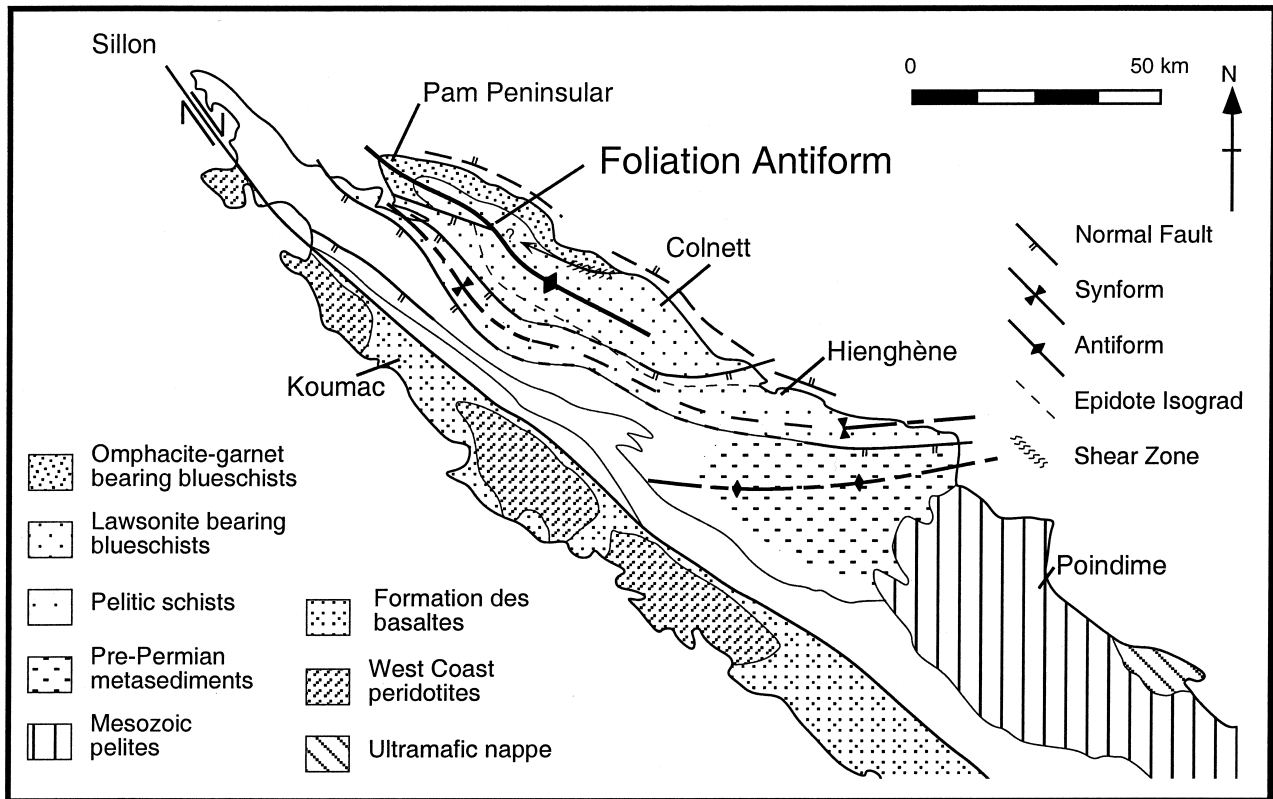 Sillon
Pam Peninsular
Foliation Antiform
0 50 km
N
Colnett
Hienghène
Koumac
Poindime
?
Normal Fault
Synform
Antiform
Epidote Isograd
Shear Zone
Omphacite-garnet
bearing blueschists
Lawsonite bearing
blueschists
Pelitic schists
Pre-Permian
metasediments
Mesozoic
pelites
Formation des
basaltes
West Coast
peridotites
Ultramafic nappe